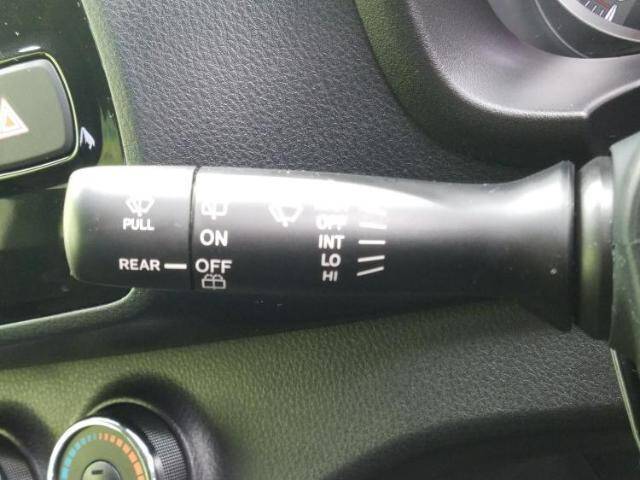 PULL
REAR
ON
OFF
OFF
INT
LO
HI